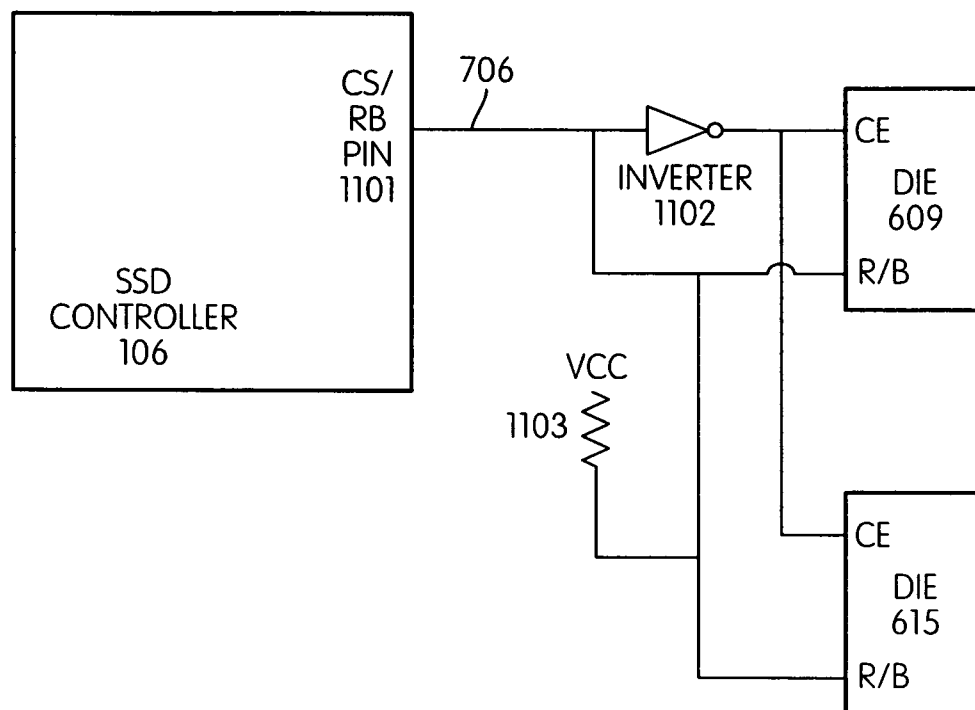 CS/
RB
PIN
1101
SSD
CONTROLLER
106
706
INVERTER
1102
CE
DIE
609
R/B
VCC
1103
CE
DIE
615
R/B